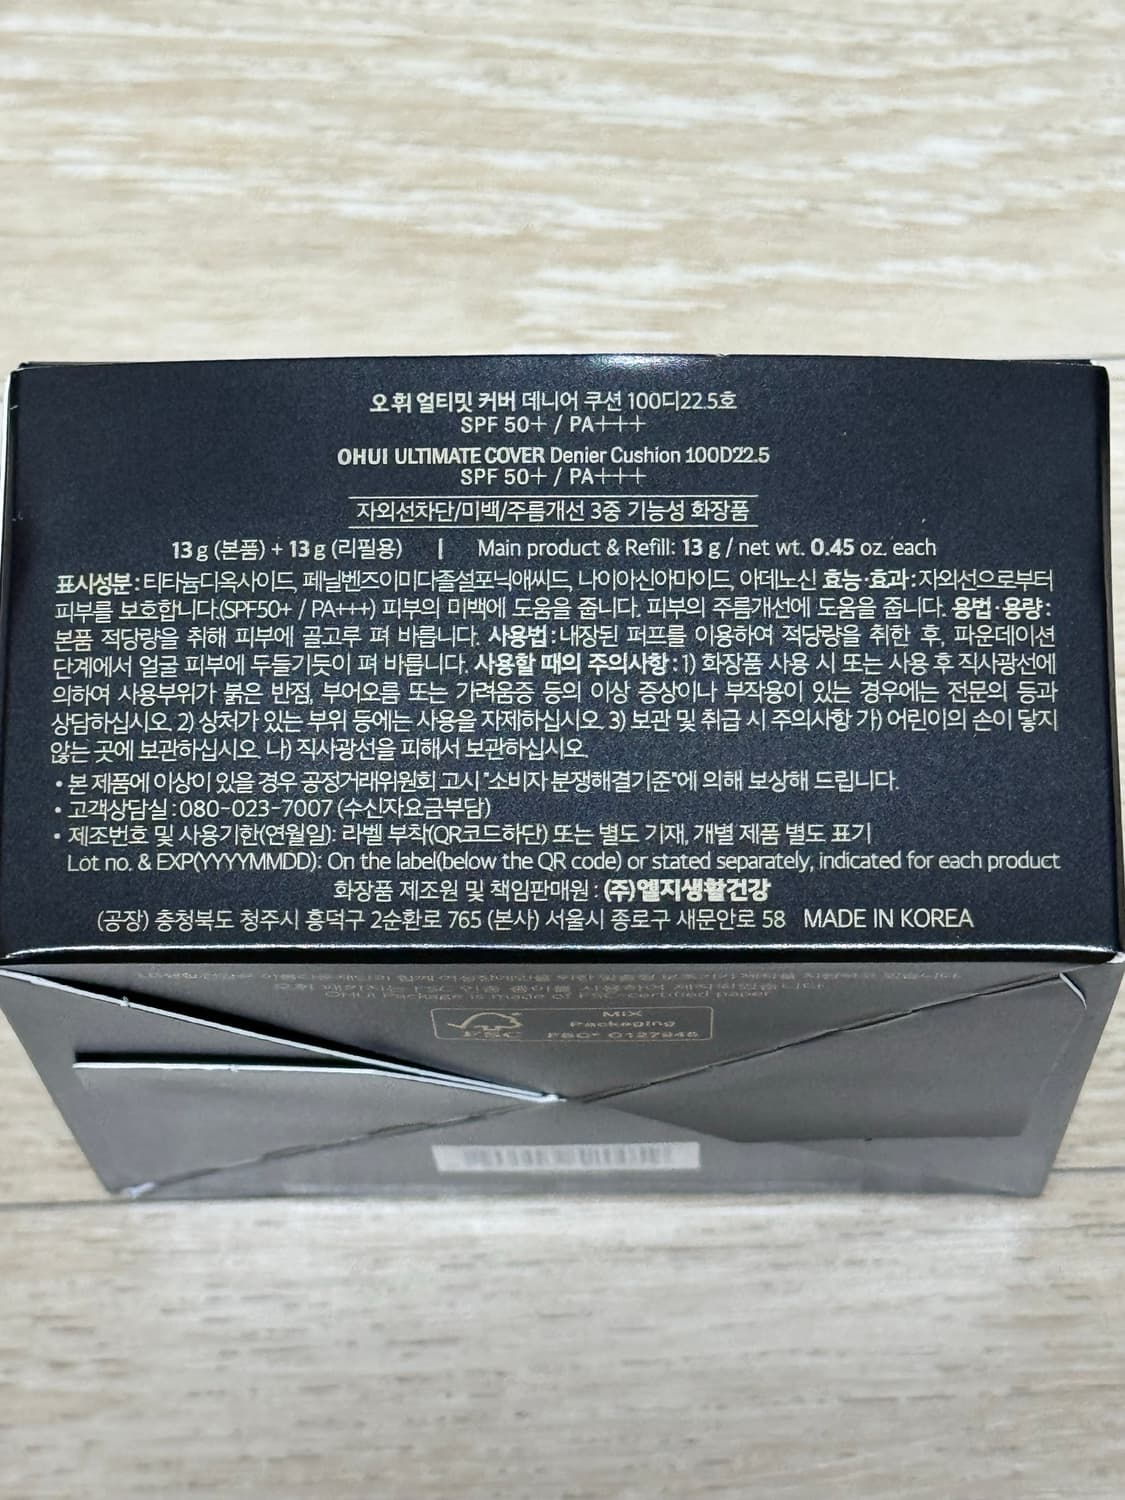 오휘 얼티밋 커버 데니어 쿠션 100디22.5호
SPF 50+ / PA+++
OHUI ULTIMATE COVER Denier Cushion 100D22.5
SPF 50+ / PA+++
자외선차단/미백/주름개선 3중 기능성 화장품
13 g (본품) + 13 g (리필용) | Main product & Refill: 13 g / net wt. 0.45 oz. each
표시성분 : 티타늄디옥사이드, 페닐벤즈이미다졸설포닉애씨드, 나이아신아마이드, 아데노신 효능·효과 : 자외선으로부터
피부를 보호합니다.(SPF50+ / PA+++) 피부의 미백에 도움을 줍니다. 피부의 주름개선에 도움을 줍니다. 용법·용량 :
본품 적당량을 취해 피부에 골고루 펴 바릅니다. 사용법 : 내장된 퍼프를 이용하여 적당량을 취한 후, 파운데이션
단계에서 얼굴 피부에 두들기듯이 펴 바릅니다. 사용할 때의 주의사항 : 1) 화장품 사용 시 또는 사용 후 직사광선에
의하여 사용부위가 붉은 반점, 부어오름 또는 가려움증 등의 이상 증상이나 부작용이 있는 경우에는 전문의 등과
상담하십시오. 2) 상처가 있는 부위 등에는 사용을 자제하십시오. 3) 보관 및 취급 시 주의사항 가) 어린이의 손이 닿지
않는 곳에 보관하십시오. 나) 직사광선을 피해서 보관하십시오.
• 본 제품에 이상이 있을 경우 공정거래위원회 고시 "소비자 분쟁해결기준"에 의해 보상해 드립니다.
• 고객상담실 : 080-023-7007 (수신자요금부담)
• 제조번호 및 사용기한(연월일): 라벨 부착(QR코드하단) 또는 별도 기재, 개별 제품 별도 표기
Lot no. & EXP(YYYYMMDD): On the label(below the QR code) or stated separately, indicated for each product
화장품 제조원 및 책임판매원 : (주)엘지생활건강
(공장) 충청북도 청주시 흥덕구 2순환로 765 (본사) 서울시 종로구 새문안로 58 MADE IN KOREA
오휘 패키지는 FSC 인증 종이를 사용하여 제작되었습니다.
OHUI Package is made of FSC-certified paper
MIX
Packaging
FSC FSC® C127946